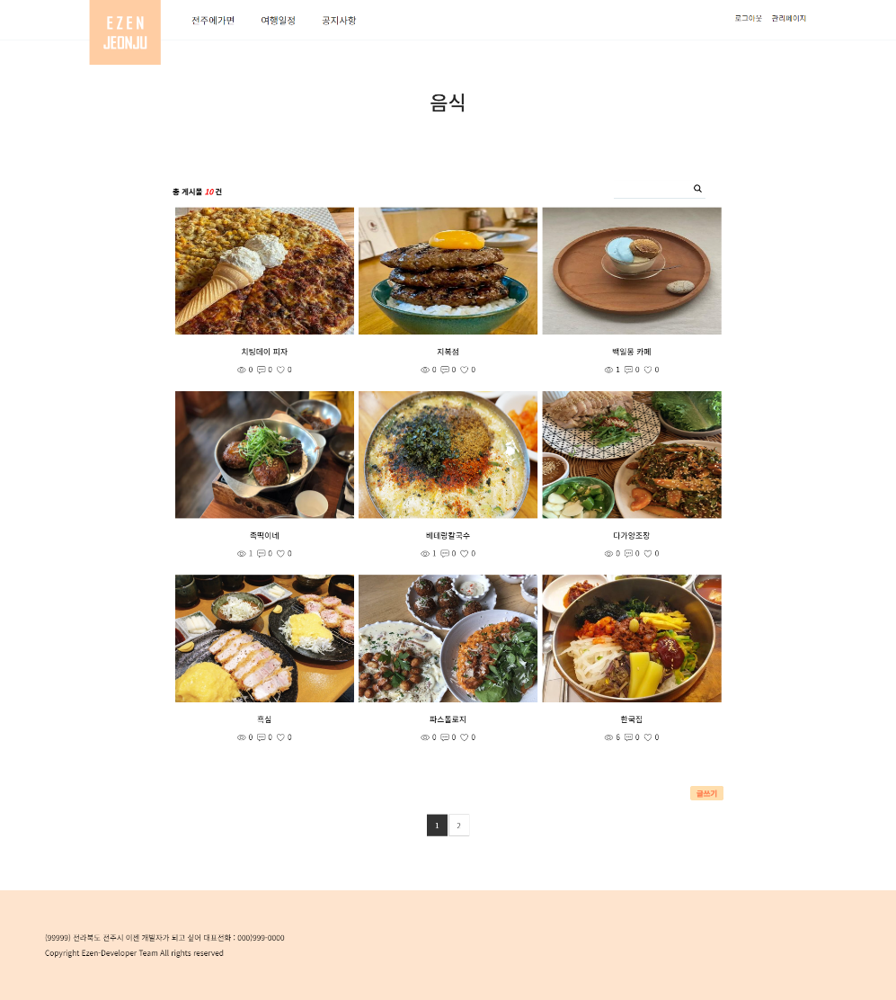 EZEN
JEONJU
전주에가면 여행일정 공지사항
로그아웃 관리페이지
음식
총 게시물 10 건
치팅데이 피자
0 0 0
지복점
0 0 0
백일몽 카페
1 0 0
족떡이네
1 0 0
베테랑칼국수
1 0 0
다가양조장
0 0 0
흑심
0 0 0
파스톨로지
0 0 0
한국집
6 0 0
글쓰기
1 2
(99999) 전라북도 전주시 이젠 개발자가 되고 싶어 대표전화 : 000)999-0000
Copyright Ezen-Developer Team All rights reserved